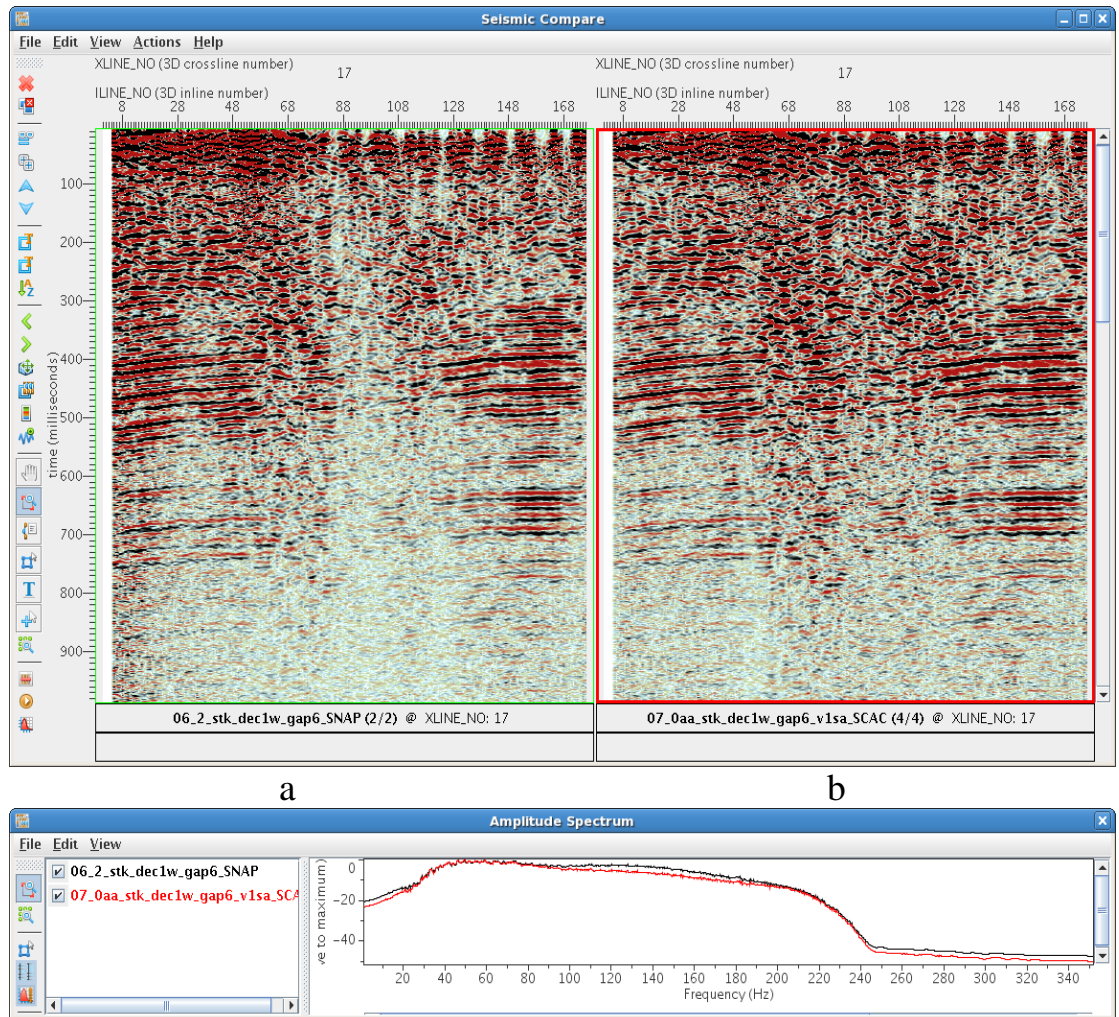 Seismic Compare
File Edit View Actions Help
XLINE_NO (3D crossline number)
17
ILINE_NO (3D inline number)
8 28 48 68 88 108 128 148 168
XLINE_NO (3D crossline number)
17
ILINE_NO (3D inline number)
8 28 48 68 88 108 128 148 168
time (milliseconds)
100
200
300
400
500
600
700
800
900
06_2_stk_dec1w_gap6_SNAP (2/2) @ XLINE_NO: 17
07_0aa_stk_dec1w_gap6_v1sa_SCAC (4/4) @ XLINE_NO: 17
a
b
Amplitude Spectrum
File Edit View
06_2_stk_dec1w_gap6_SNAP
07_0aa_stk_dec1w_gap6_v1sa_SCA
ve to maximum)
0
-20
-40
20 40 60 80 100 120 140 160 180 200 220 240 260 280 300 320 340
Frequency (Hz)